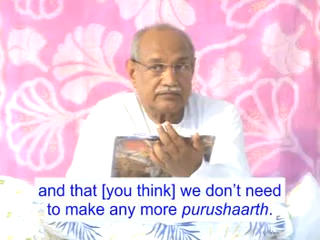 and that [you think] we don't need
to make any more purushaarth.